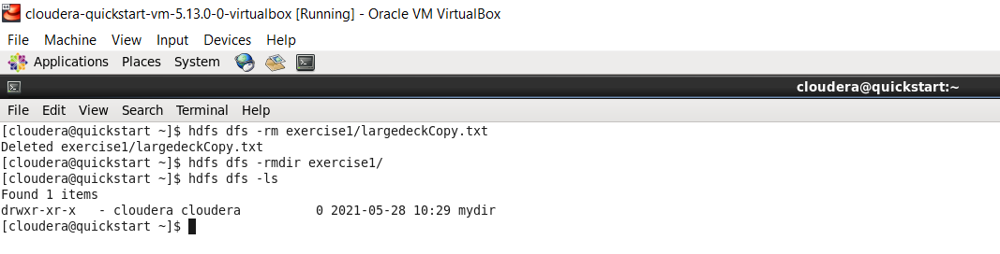 cloudera-quickstart-vm-5.13.0-0-virtualbox [Running] - Oracle VM VirtualBox
File Machine View Input Devices Help
Applications Places System
cloudera@quickstart:~
File Edit View Search Terminal Help
[cloudera@quickstart ~]$ hdfs dfs -rm exercise1/largedeckCopy.txt
Deleted exercise1/largedeckCopy.txt
[cloudera@quickstart ~]$ hdfs dfs -rmdir exercise1/
[cloudera@quickstart ~]$ hdfs dfs -ls
Found 1 items
drwxr-xr-x   - cloudera cloudera          0 2021-05-28 10:29 mydir
[cloudera@quickstart ~]$